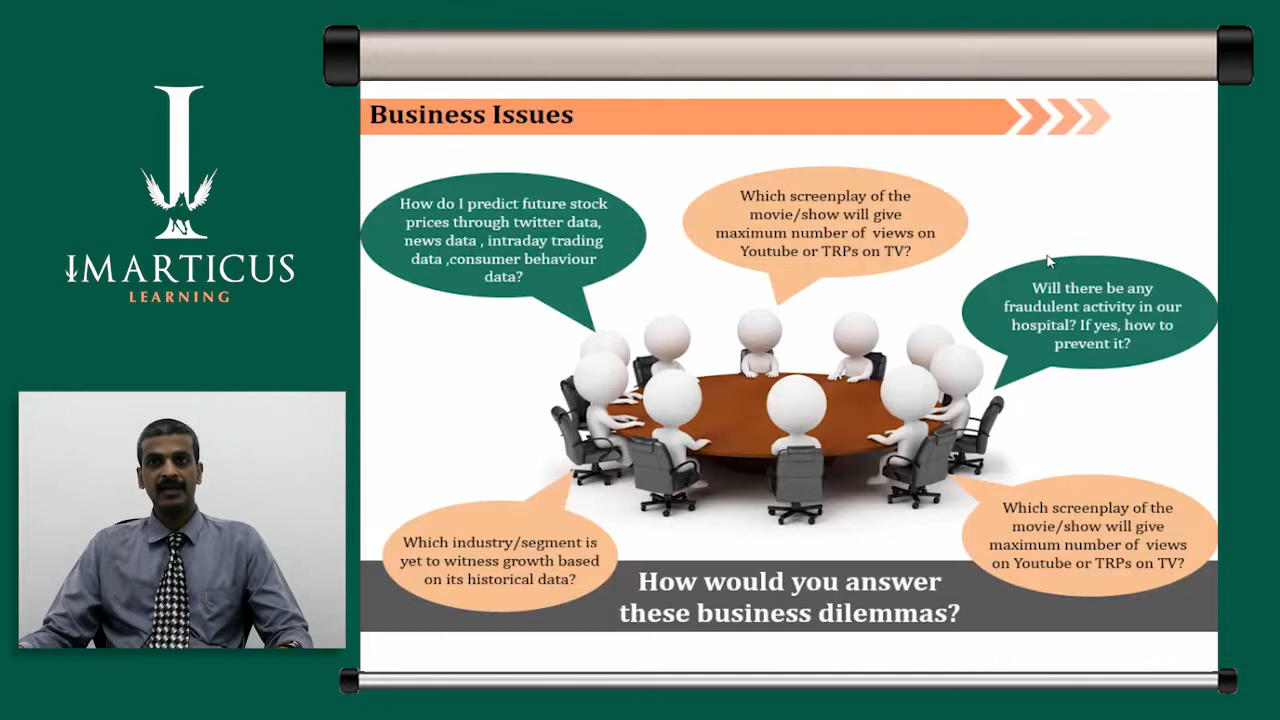 IMARTICUS
LEARNING
Business Issues
How do I predict future stock
prices through twitter data,
news data , intraday trading
data ,consumer behaviour
data?
Which screenplay of the
movie/show will give
maximum number of views on
Youtube or TRPs on TV?
Will there be any
fraudulent activity in our
hospital? If yes, how to
prevent it?
Which industry/segment is
yet to witness growth based
on its historical data?
Which screenplay of the
movie/show will give
maximum number of views
on Youtube or TRPs on TV?
How would you answer
these business dilemmas?